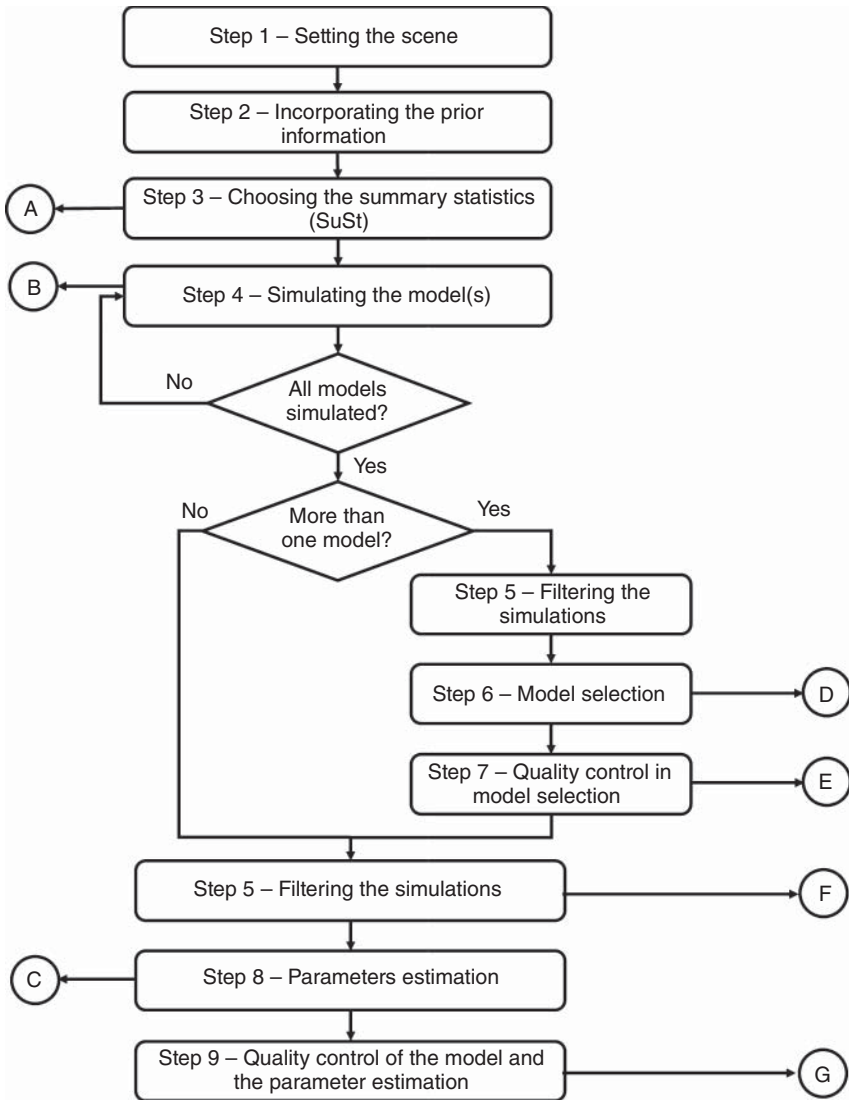 Step 1 – Setting the scene
Step 2 – Incorporating the prior
information
Step 3 – Choosing the summary statistics
(SuSt)
A
B
Step 4 – Simulating the model(s)
No
All models
simulated?
Yes
No
More than
one model?
Yes
Step 5 – Filtering the
simulations
Step 6 – Model selection
D
Step 7 – Quality control in
model selection
E
Step 5 – Filtering the simulations
F
C
Step 8 – Parameters estimation
Step 9 – Quality control of the model and
the parameter estimation
G